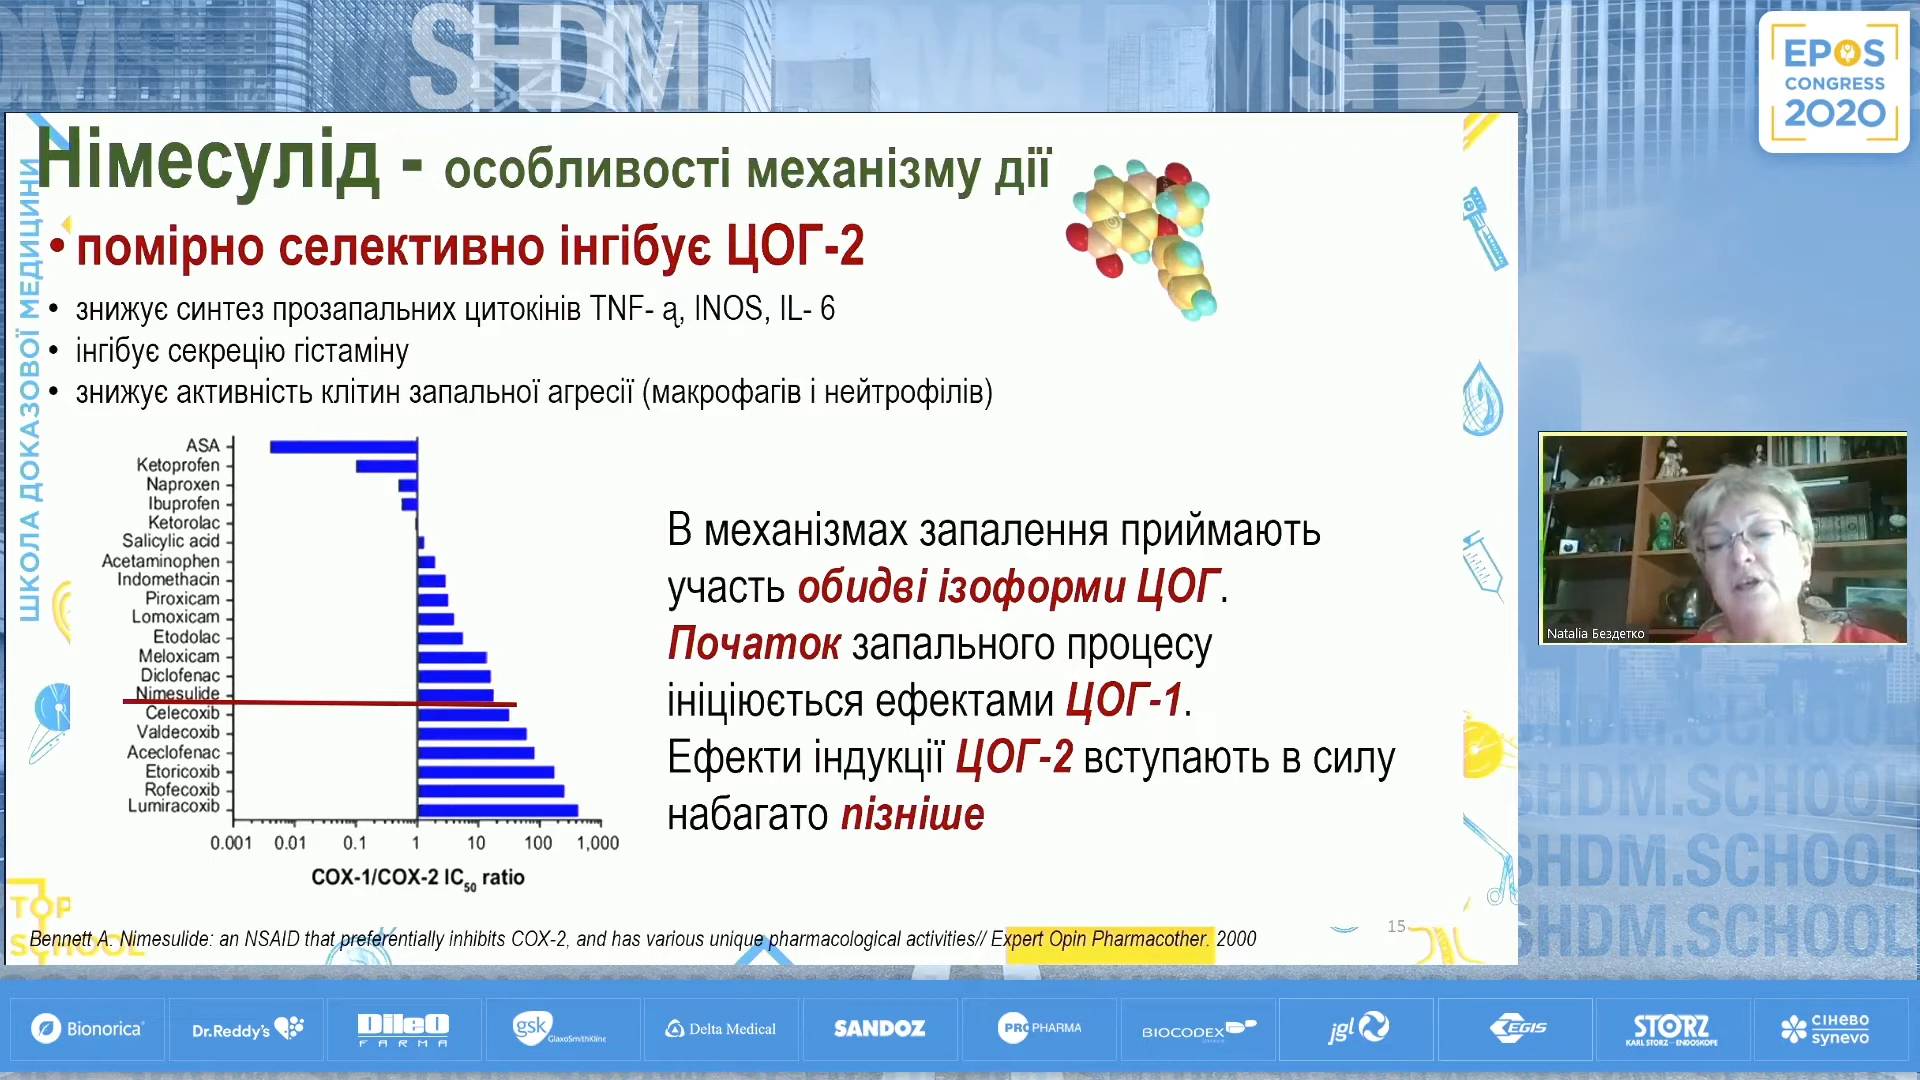 SHDM
EPOS
CONGRESS
2020
ШКОЛА ДОКАЗОВОЇ МЕДИЦИНИ
Німесулід - особливості механізму дії
• помірно селективно інгібує ЦОГ-2
• знижує синтез прозапальних цитокінів TNF- ą, INOS, IL- 6
• інгібує секрецію гістаміну
• знижує активність клітин запальної агресії (макрофагів і нейтрофілів)
ASA
Ketoprofen
Naproxen
Ibuprofen
Ketorolac
Salicylic acid
Acetaminophen
Indomethacin
Piroxicam
Lomoxicam
Etodolac
Meloxicam
Diclofenac
Nimesulide
Celecoxib
Valdecoxib
Aceclofenac
Etoricoxib
Rofecoxib
Lumiracoxib
0.001 0.01 0.1 1 10 100 1,000
COX-1/COX-2 IC50 ratio
В механізмах запалення приймають
участь обидві ізоформи ЦОГ.
Початок запального процесу
ініціюється ефектами ЦОГ-1.
Ефекти індукції ЦОГ-2 вступають в силу
набагато пізніше
Natalia Бездетко
15
TOP
SCHOOL
Bennett A. Nimesulide: an NSAID that preferentially inhibits COX-2, and has various unique pharmacological activities// Expert Opin Pharmacother. 2000
SHDM.SCHOOL
SHDM.SCHOOL
SHDM.SCHOOL
Bionorica
Dr.Reddy's
DileO
FARMA
gsk
GlaxoSmithKline
Delta Medical
SANDOZ
PRO PHARMA
BIOCODEX
jgl
EGIS
STORZ
KARL STORZ—ENDOSKOPE
СІНЕВО
synevo